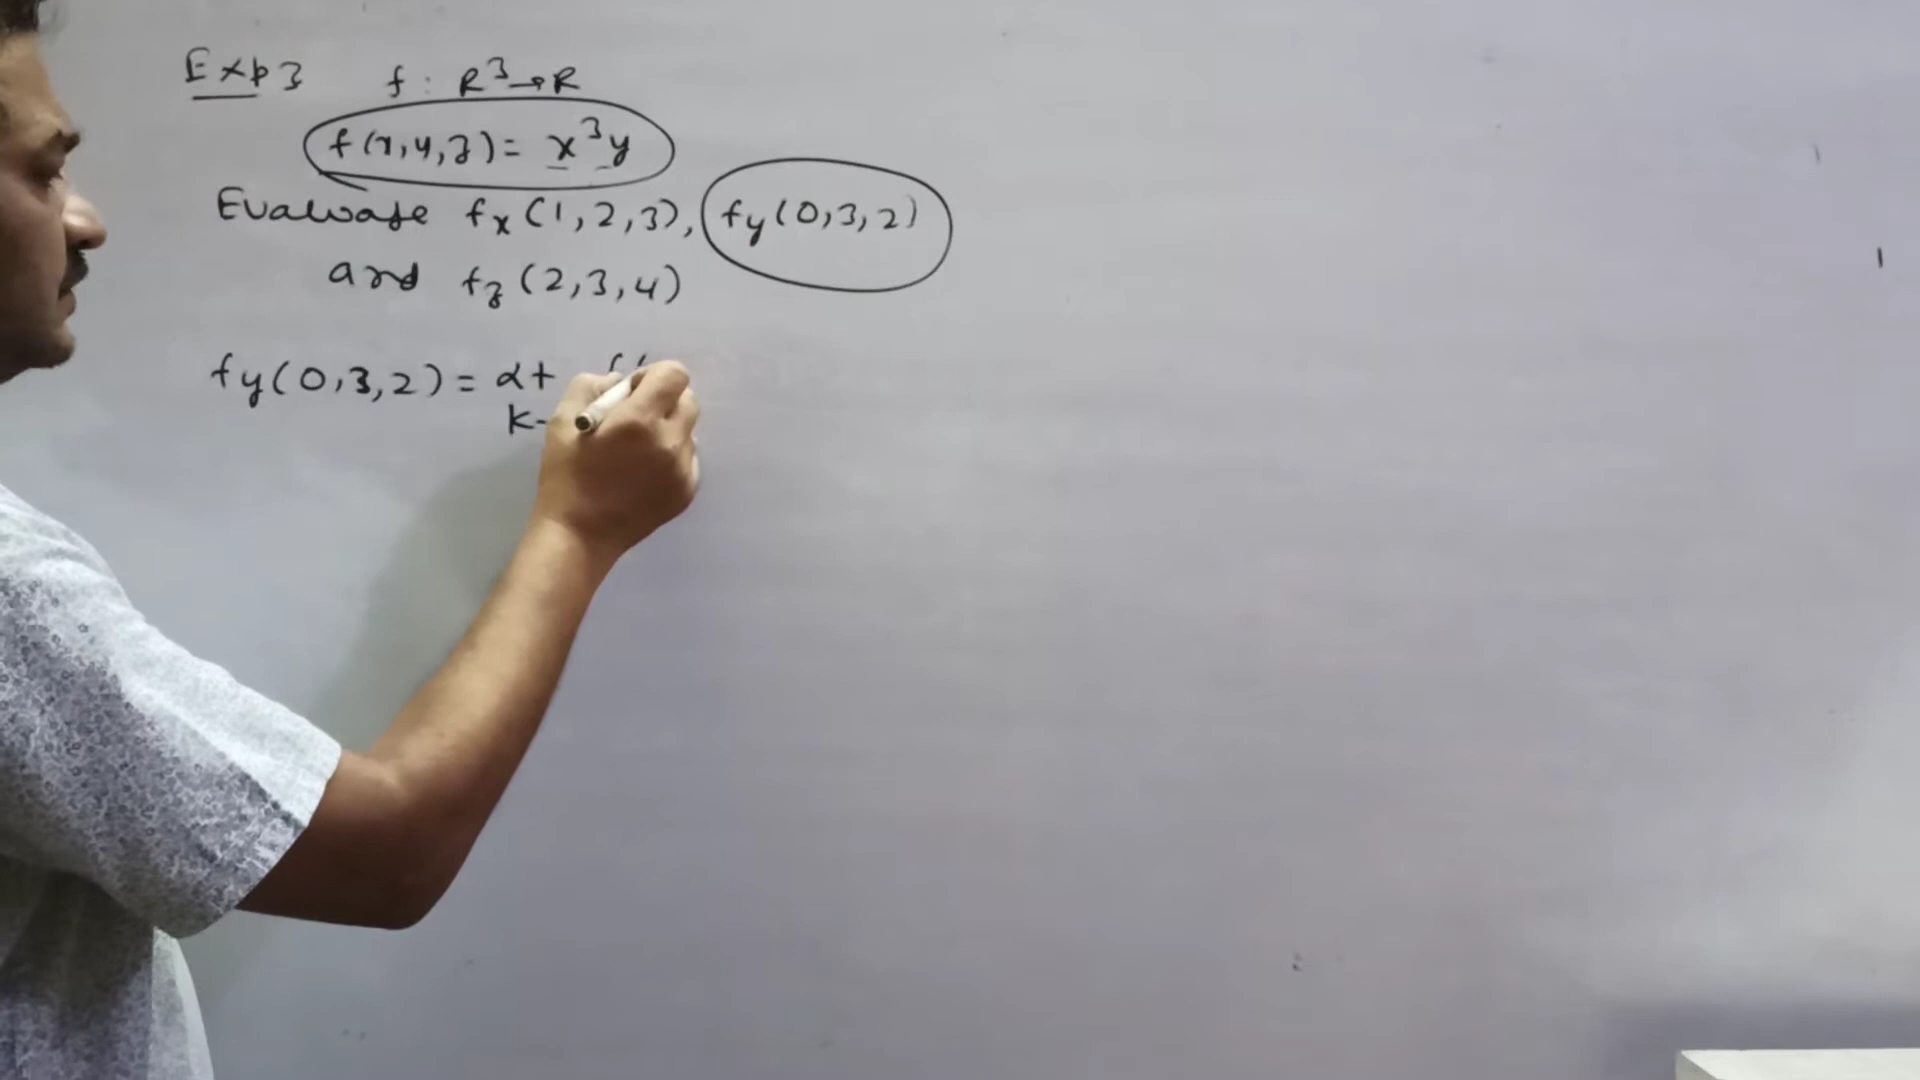 Exp 3 f : R³→R
f(x,y,z) = x³y
Evaluate fx(1,2,3), fy(0,3,2)
and fz(2,3,4)
fy(0,3,2) = lt f(
k-